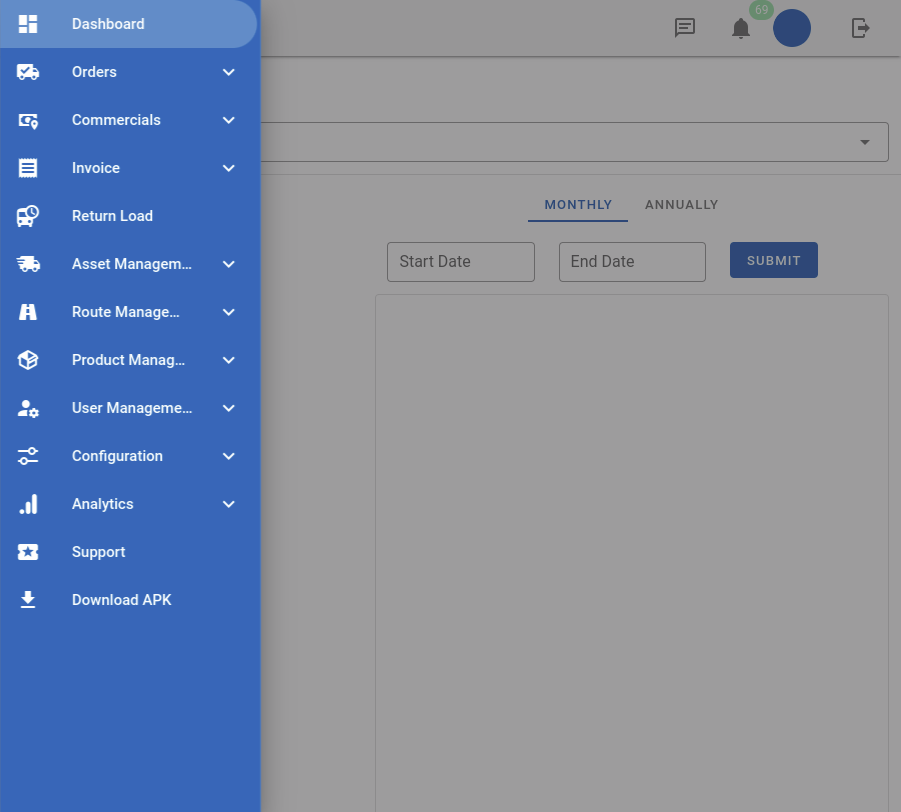 Dashboard
Orders
Commercials
Invoice
Return Load
Asset Managem...
Route Manage...
Product Manag...
User Manageme...
Configuration
Analytics
Support
Download APK
69
MONTHLY
ANNUALLY
Start Date
End Date
SUBMIT